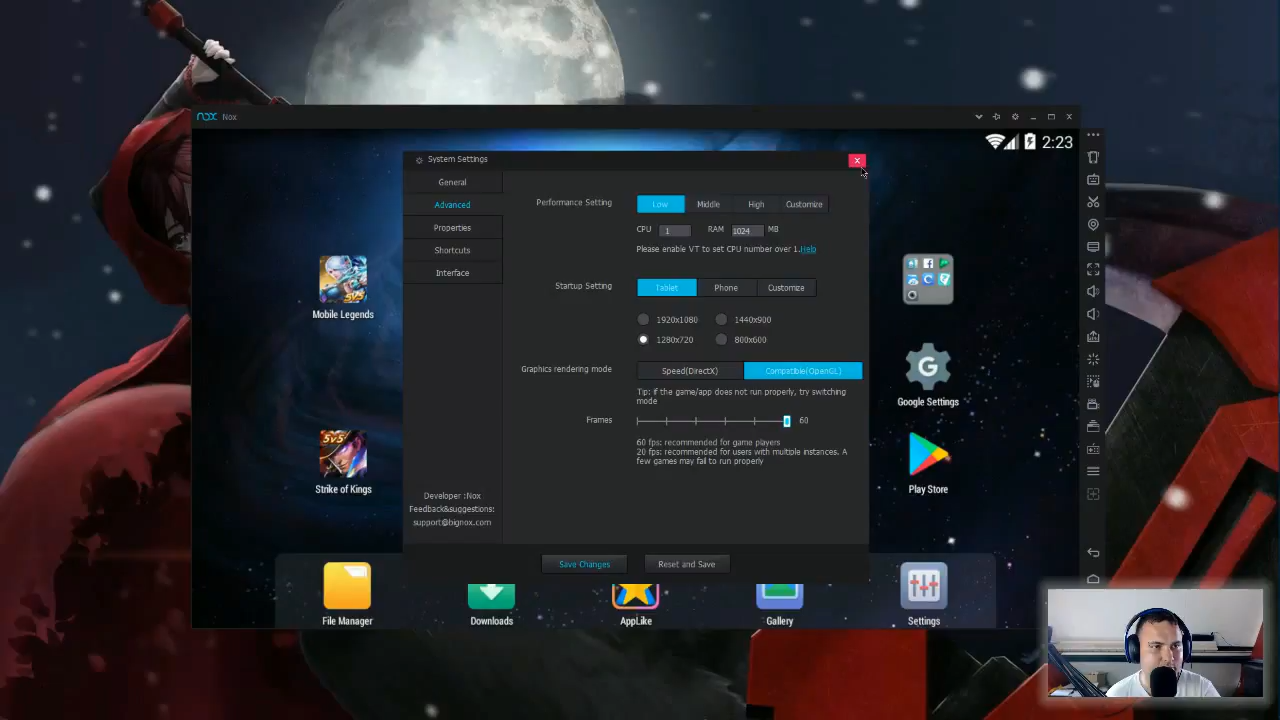 nox Nox
2:23
System Settings
General
Advanced
Properties
Shortcuts
Interface
Performance Setting
Low
Middle
High
Customize
CPU 1 RAM 1024 MB
Please enable VT to set CPU number over 1.Help
Startup Setting
Tablet
Phone
Customize
1920x1080
1440x900
1280x720
800x600
Graphics rendering mode
Speed(DirectX)
Compatible(OpenGL)
Tip: if the game/app does not run properly, try switching
mode
Frames
60
60 fps: recommended for game players
20 fps: recommended for users with multiple instances. A
few games may fail to run properly
Developer :Nox
Feedback&suggestions:
support@bignox.com
Save Changes
Reset and Save
Mobile Legends
5V5
Strike of Kings
5V5
Google Settings
Play Store
File Manager
Downloads
AppLike
Gallery
Settings